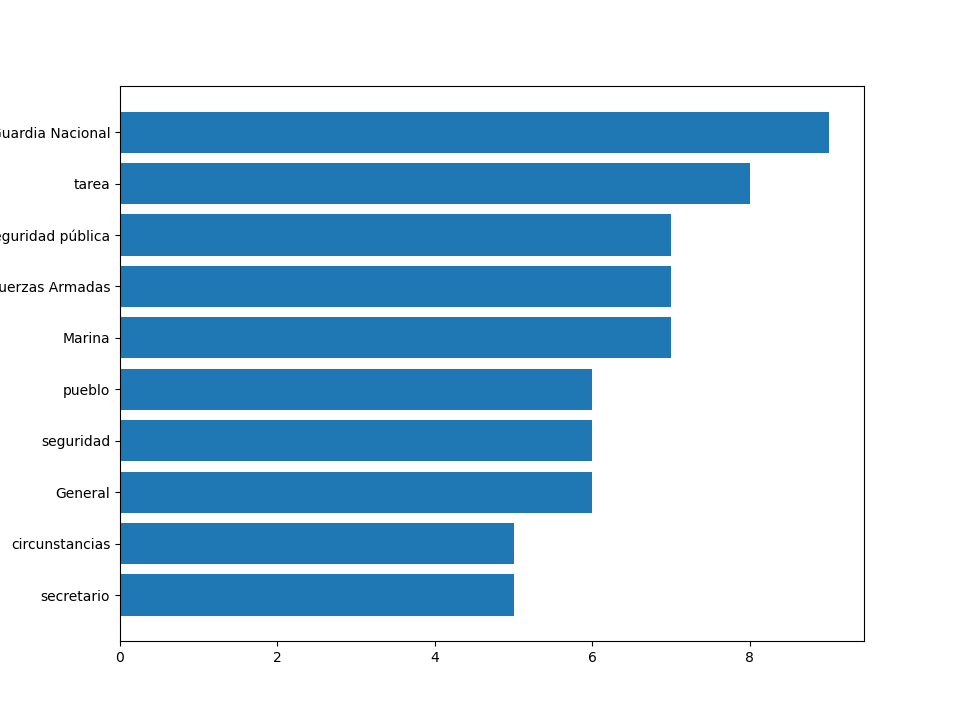 uardia Nacional
tarea
eguridad pública
uerzas Armadas
Marina
pueblo
seguridad
General
circunstancias
secretario
0 2 4 6 8